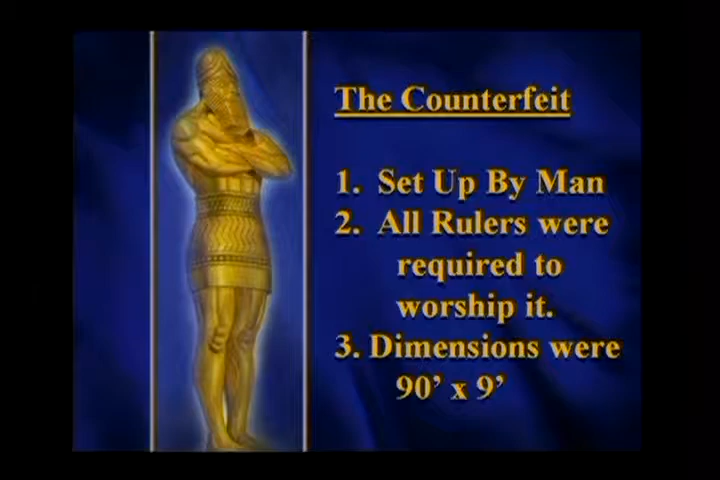 The Counterfeit
1. Set Up By Man
2. All Rulers were
required to
worship it.
3. Dimensions were
90’ x 9’